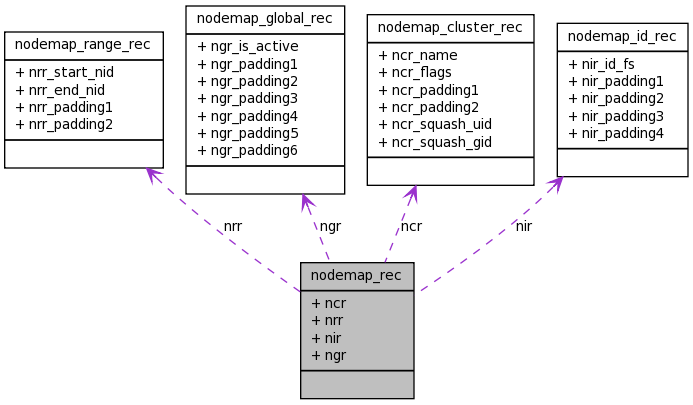 nodemap_range_rec
+ nrr_start_nid
+ nrr_end_nid
+ nrr_padding1
+ nrr_padding2
nodemap_global_rec
+ ngr_is_active
+ ngr_padding1
+ ngr_padding2
+ ngr_padding3
+ ngr_padding4
+ ngr_padding5
+ ngr_padding6
nodemap_cluster_rec
+ ncr_name
+ ncr_flags
+ ncr_padding1
+ ncr_padding2
+ ncr_squash_uid
+ ncr_squash_gid
nodemap_id_rec
+ nir_id_fs
+ nir_padding1
+ nir_padding2
+ nir_padding3
+ nir_padding4
nrr
ngr
ncr
nir
nodemap_rec
+ ncr
+ nrr
+ nir
+ ngr